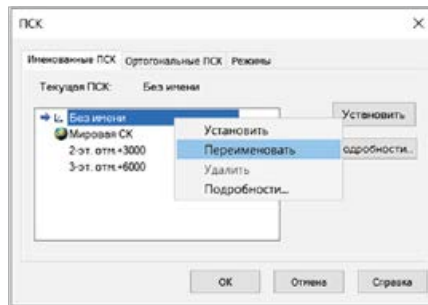 ПСК
Именованные ПСК Ортогональные ПСК Режимы
Текущая ПСК: Без имени
Без имени
Мировая СК
2-эт. отм.+3000
3-эт. отм.+6000
Установить
Переименовать
Удалить
Подробности...
Установить
одробности...
ОК Отмена Справка